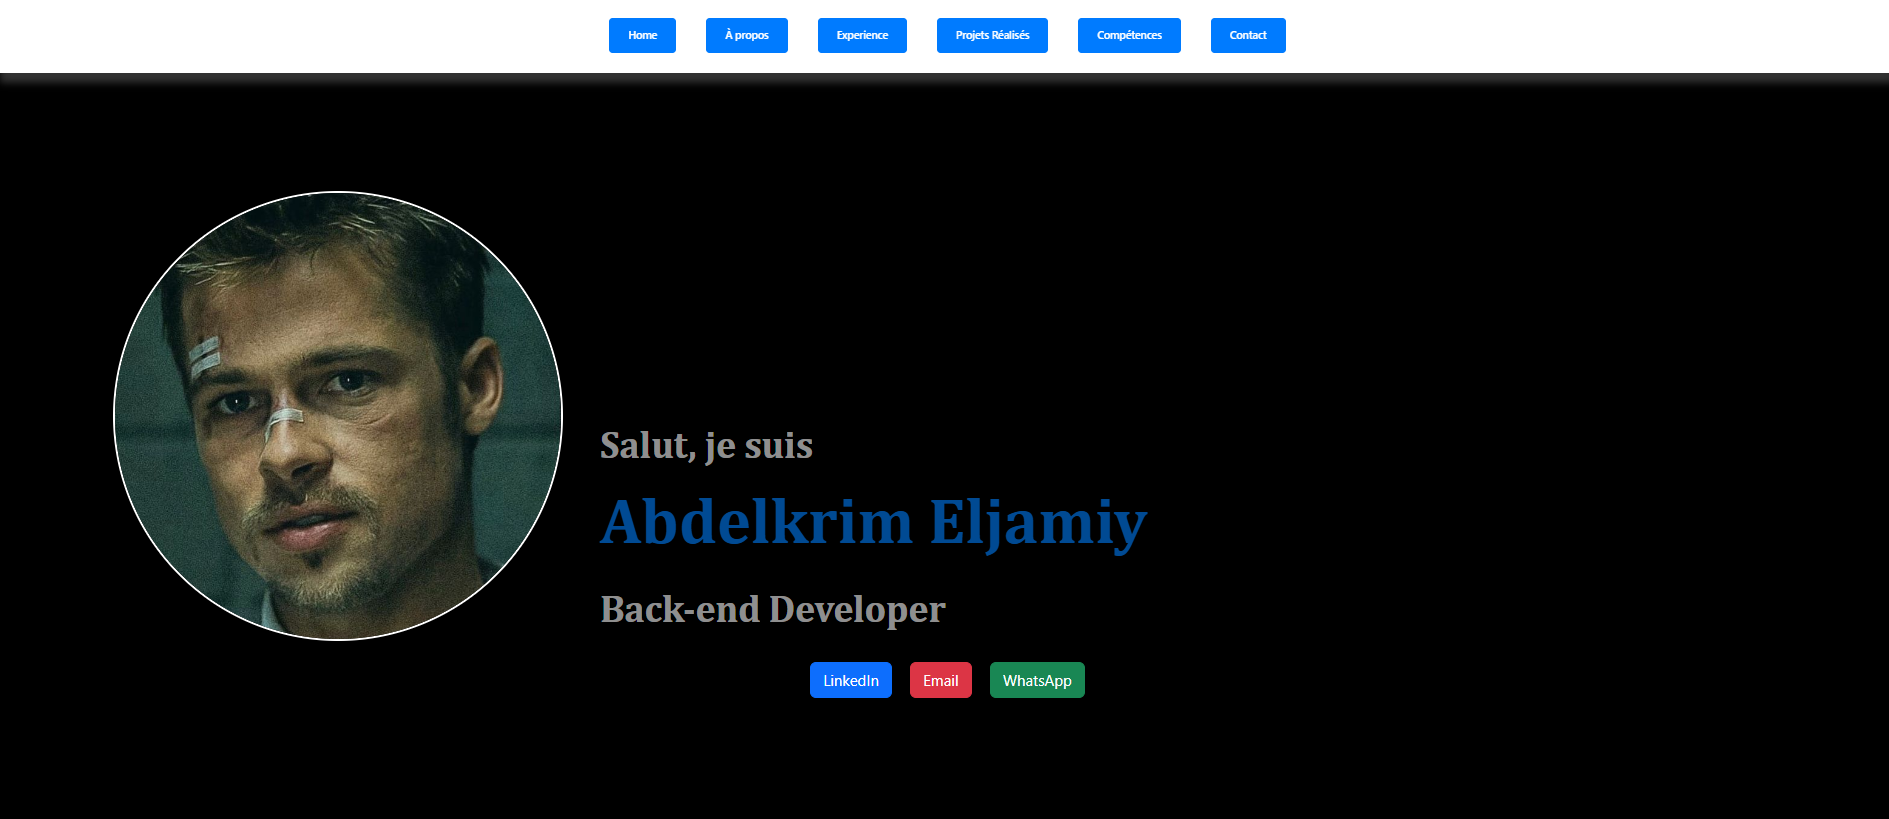 Home À propos Experience Projets Réalisés Compétences Contact
Salut, je suis
Abdelkrim Eljamiy
Back-end Developer
LinkedIn Email WhatsApp